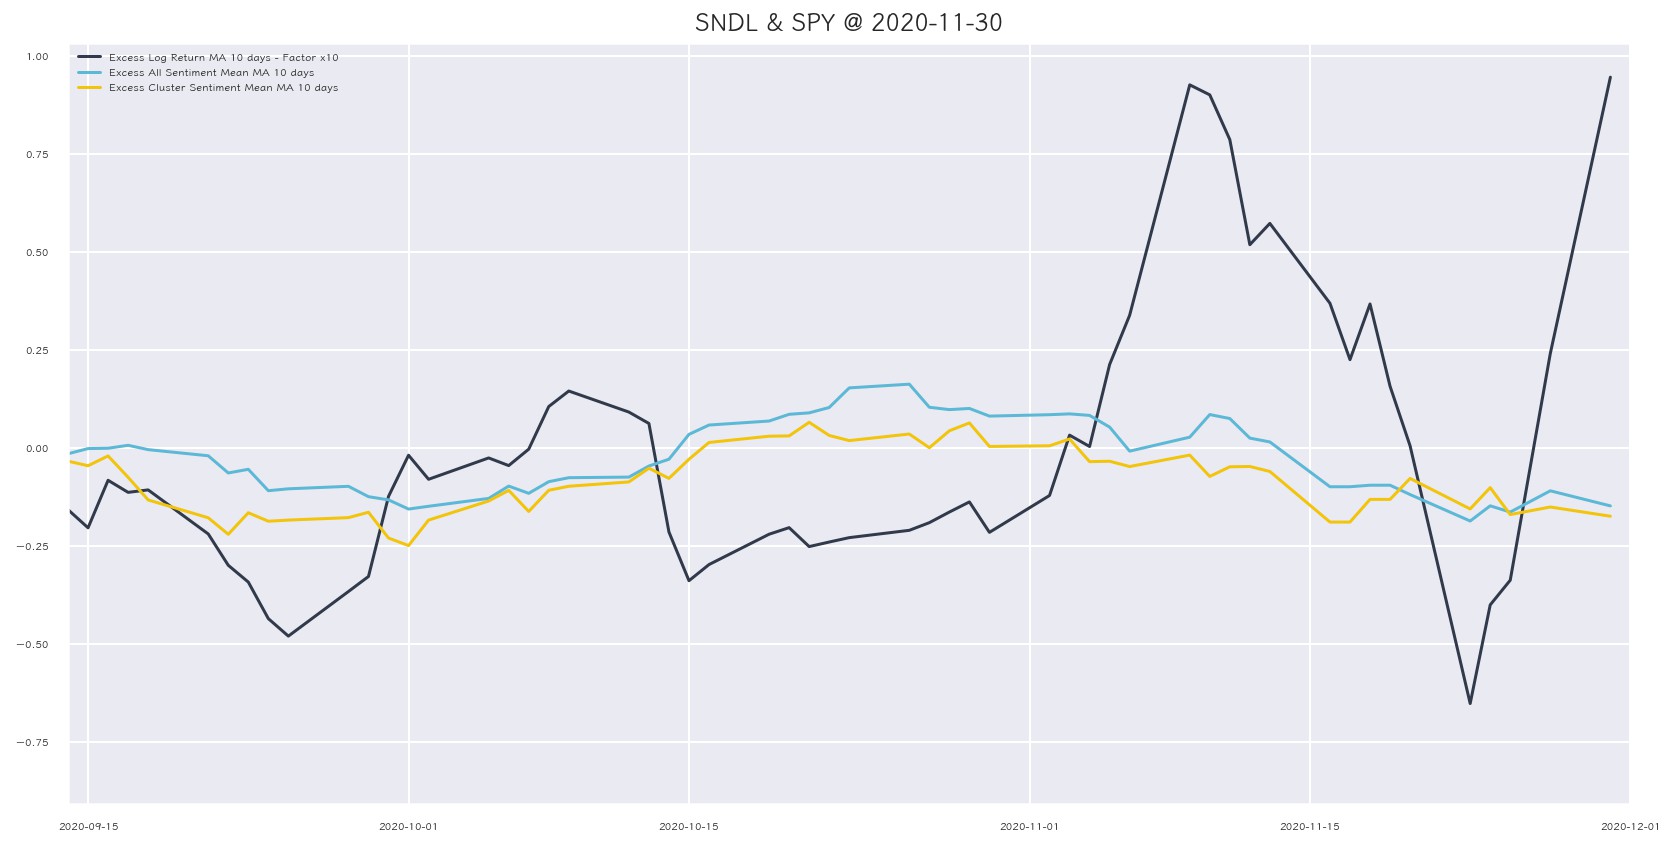 SNDL & SPY @ 2020-11-30
Excess Log Return MA 10 days - Factor x10
Excess All Sentiment Mean MA 10 days
Excess Cluster Sentiment Mean MA 10 days
1.00
0.75
0.50
0.25
0.00
−0.25
−0.50
−0.75
2020-09-15 2020-10-01 2020-10-15 2020-11-01 2020-11-15 2020-12-01